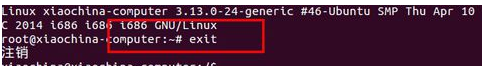 Linux xiaochina-computer 3.13.0-24-generic #46-Ubuntu SMP Thu Apr 10
C 2014 i686 i686 i686 GNU/Linux
root@xiaochina-computer:~# exit
注销